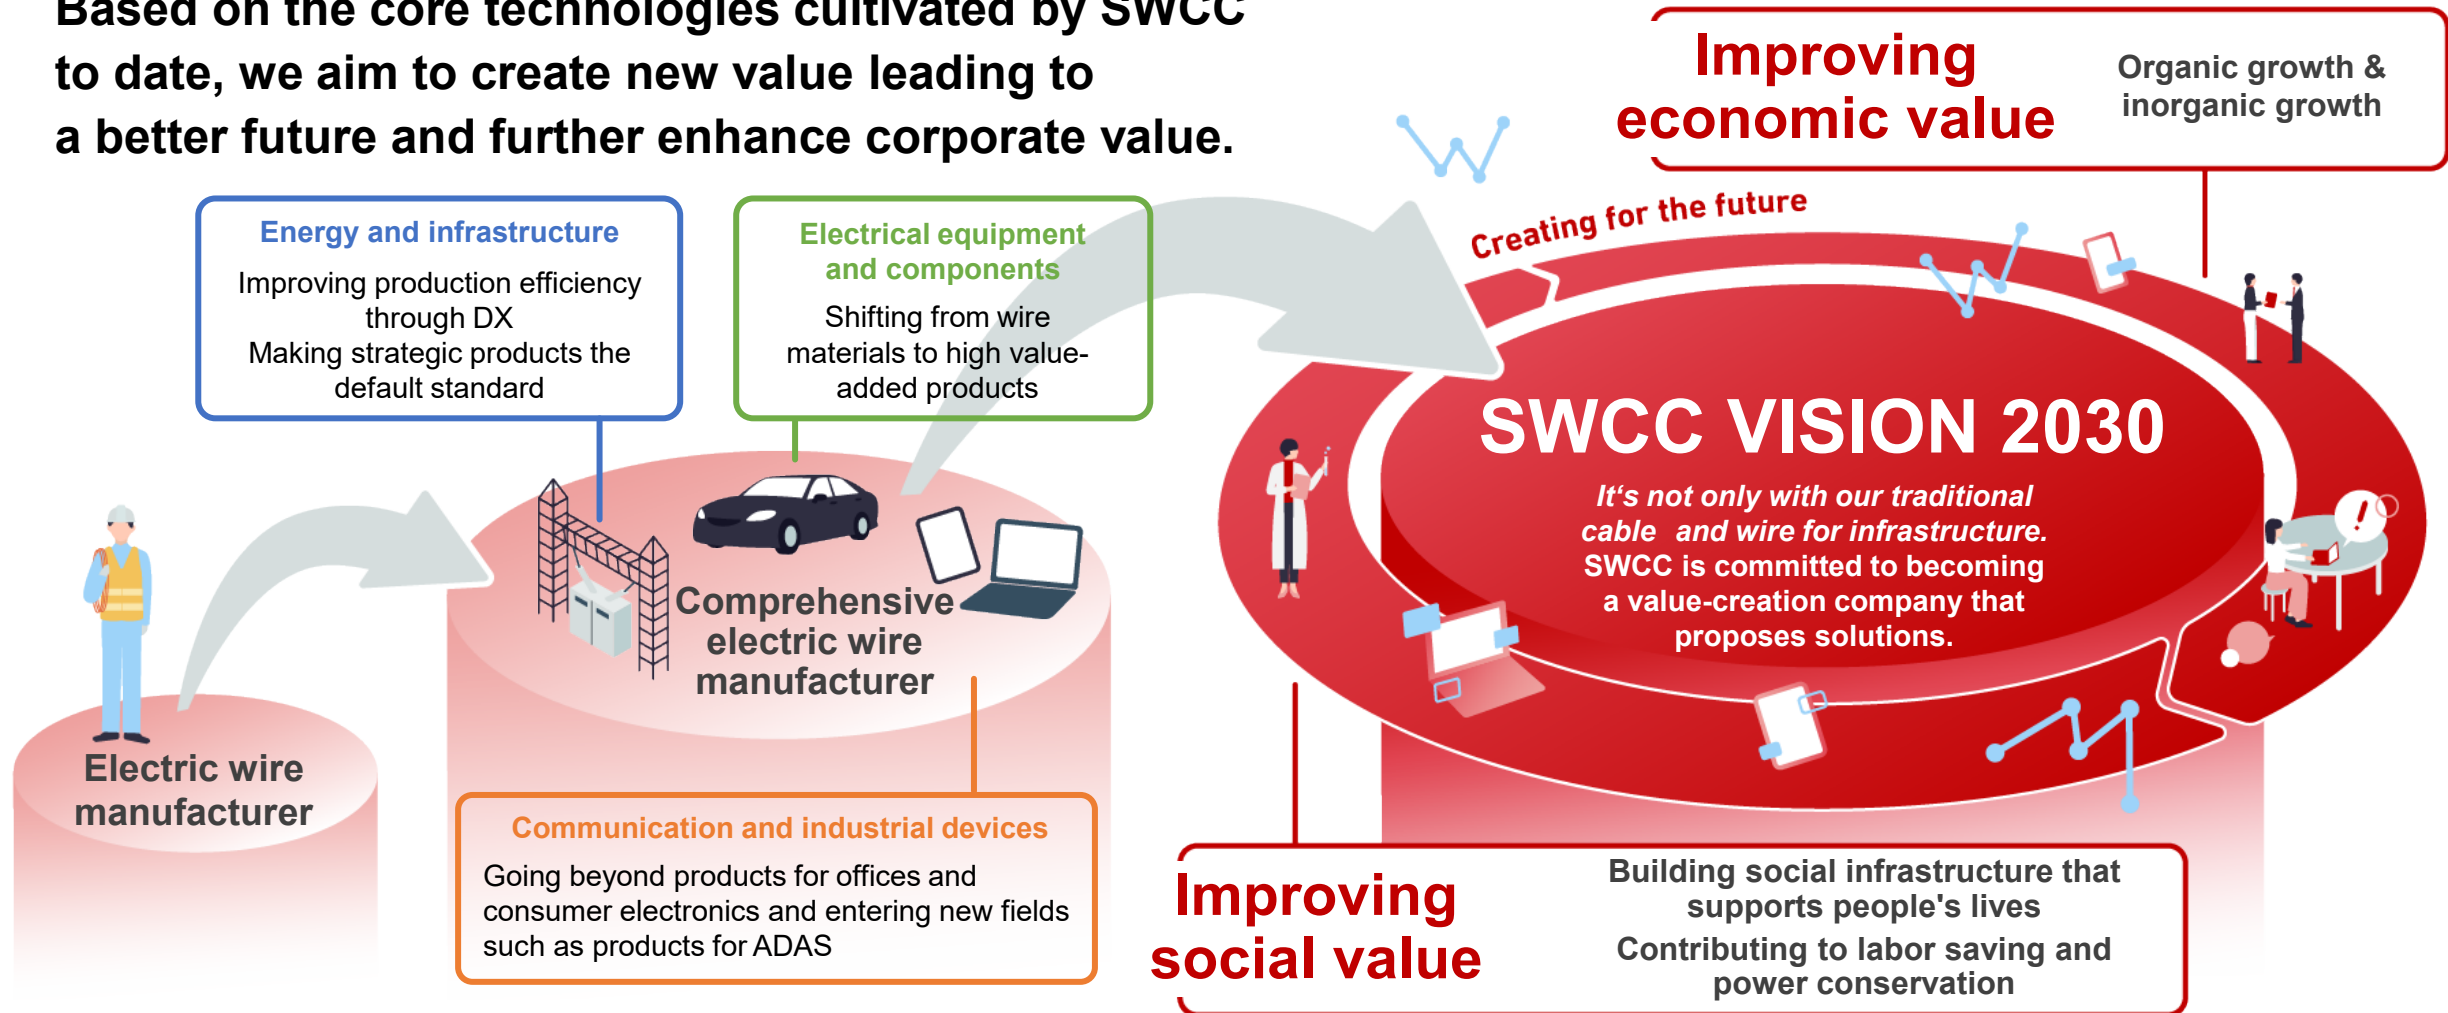 Based on the core technologies cultivated by SWCC
to date, we aim to create new value leading to
a better future and further enhance corporate value.
Improving
economic value
Organic growth &
inorganic growth
Energy and infrastructure
Improving production efficiency
through DX
Making strategic products the
default standard
Electrical equipment
and components
Shifting from wire
materials to high value-
added products
Creating for the future
SWCC VISION 2030
It's not only with our traditional
cable and wire for infrastructure.
SWCC is committed to becoming
a value-creation company that
proposes solutions.
Comprehensive
electric wire
manufacturer
Electric wire
manufacturer
Communication and industrial devices
Going beyond products for offices and
consumer electronics and entering new fields
such as products for ADAS
Improving
social value
Building social infrastructure that
supports people's lives
Contributing to labor saving and
power conservation